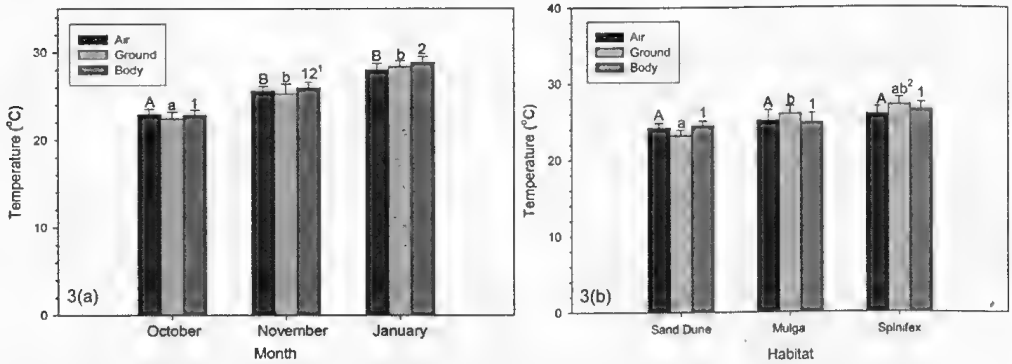 Air
Ground
Body
Temperature (°C)
30
20
10
0
A a 1
B b 12¹
B b 2
3(a)
October November January
Month
Air
Ground
Body
Temperature (°C)
40
30
20
10
0
A a 1
A b 1
A ab² 1
3(b)
Sand Dune Mulga Spinifex
Habitat